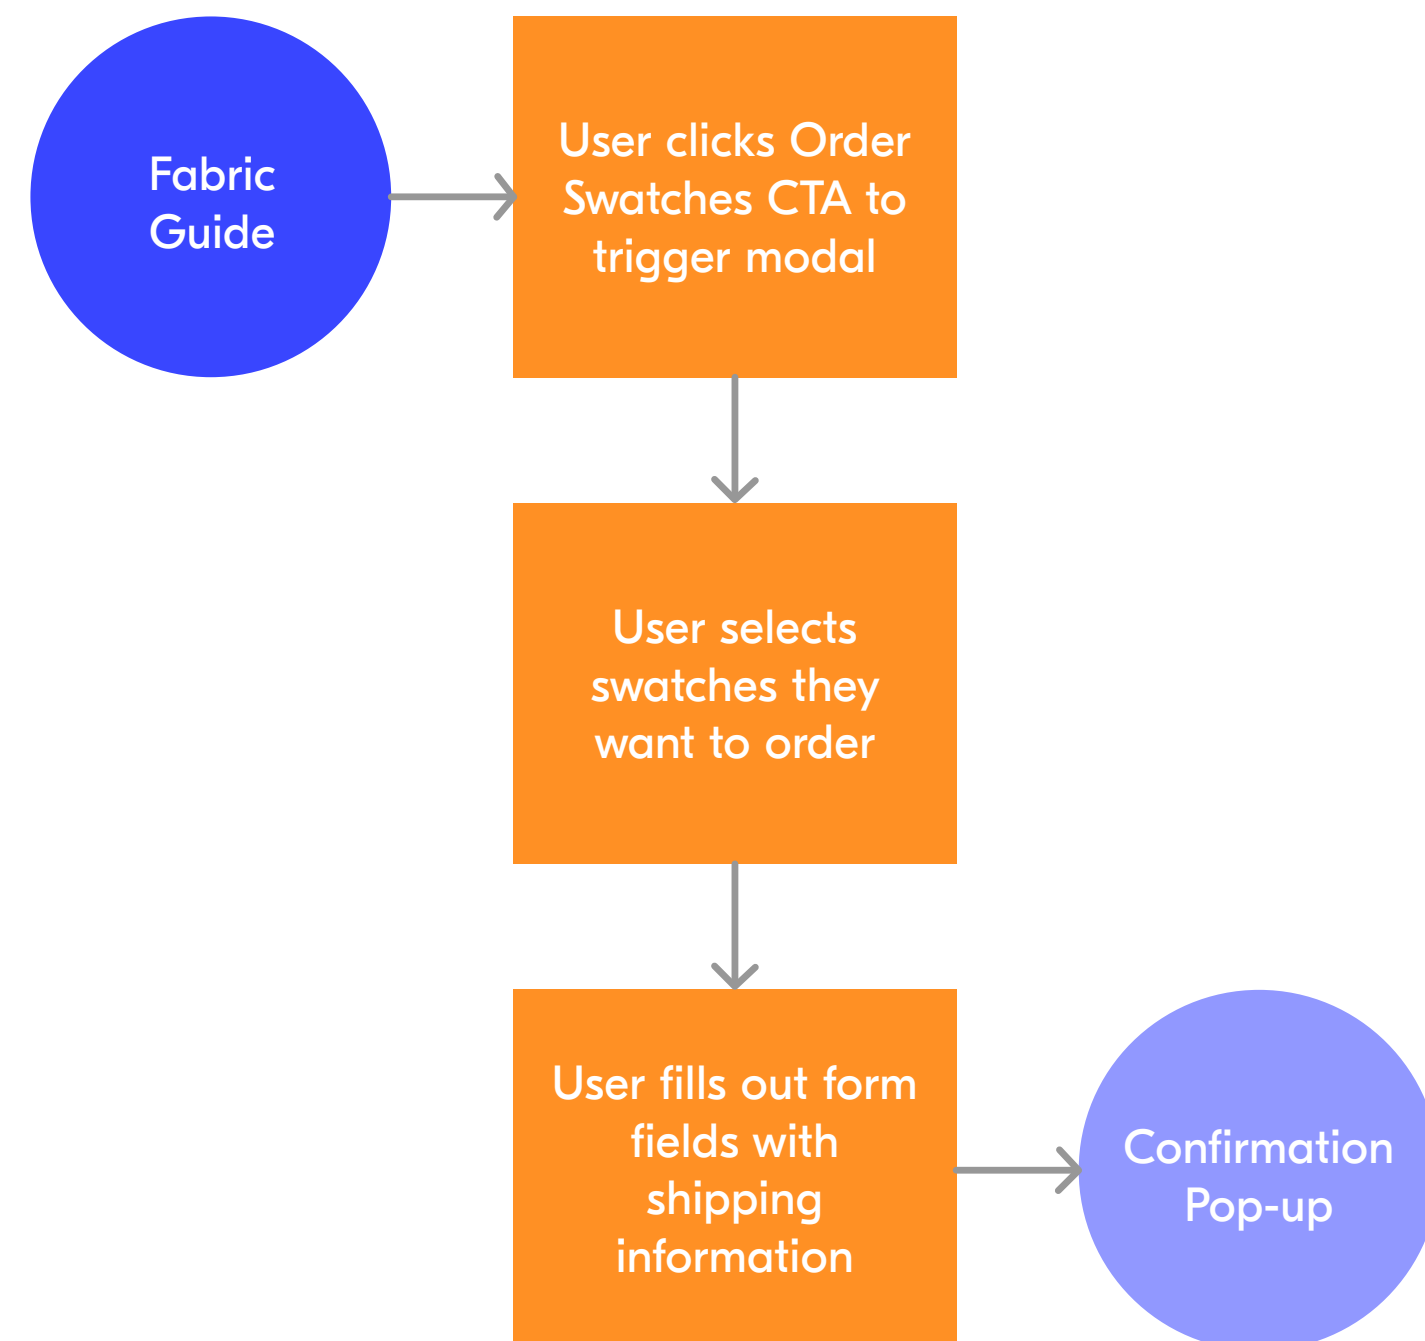 Fabric
Guide
User clicks Order
Swatches CTA to
trigger modal
User selects
swatches they
want to order
User fills out form
fields with
shipping
information
Confirmation
Pop-up